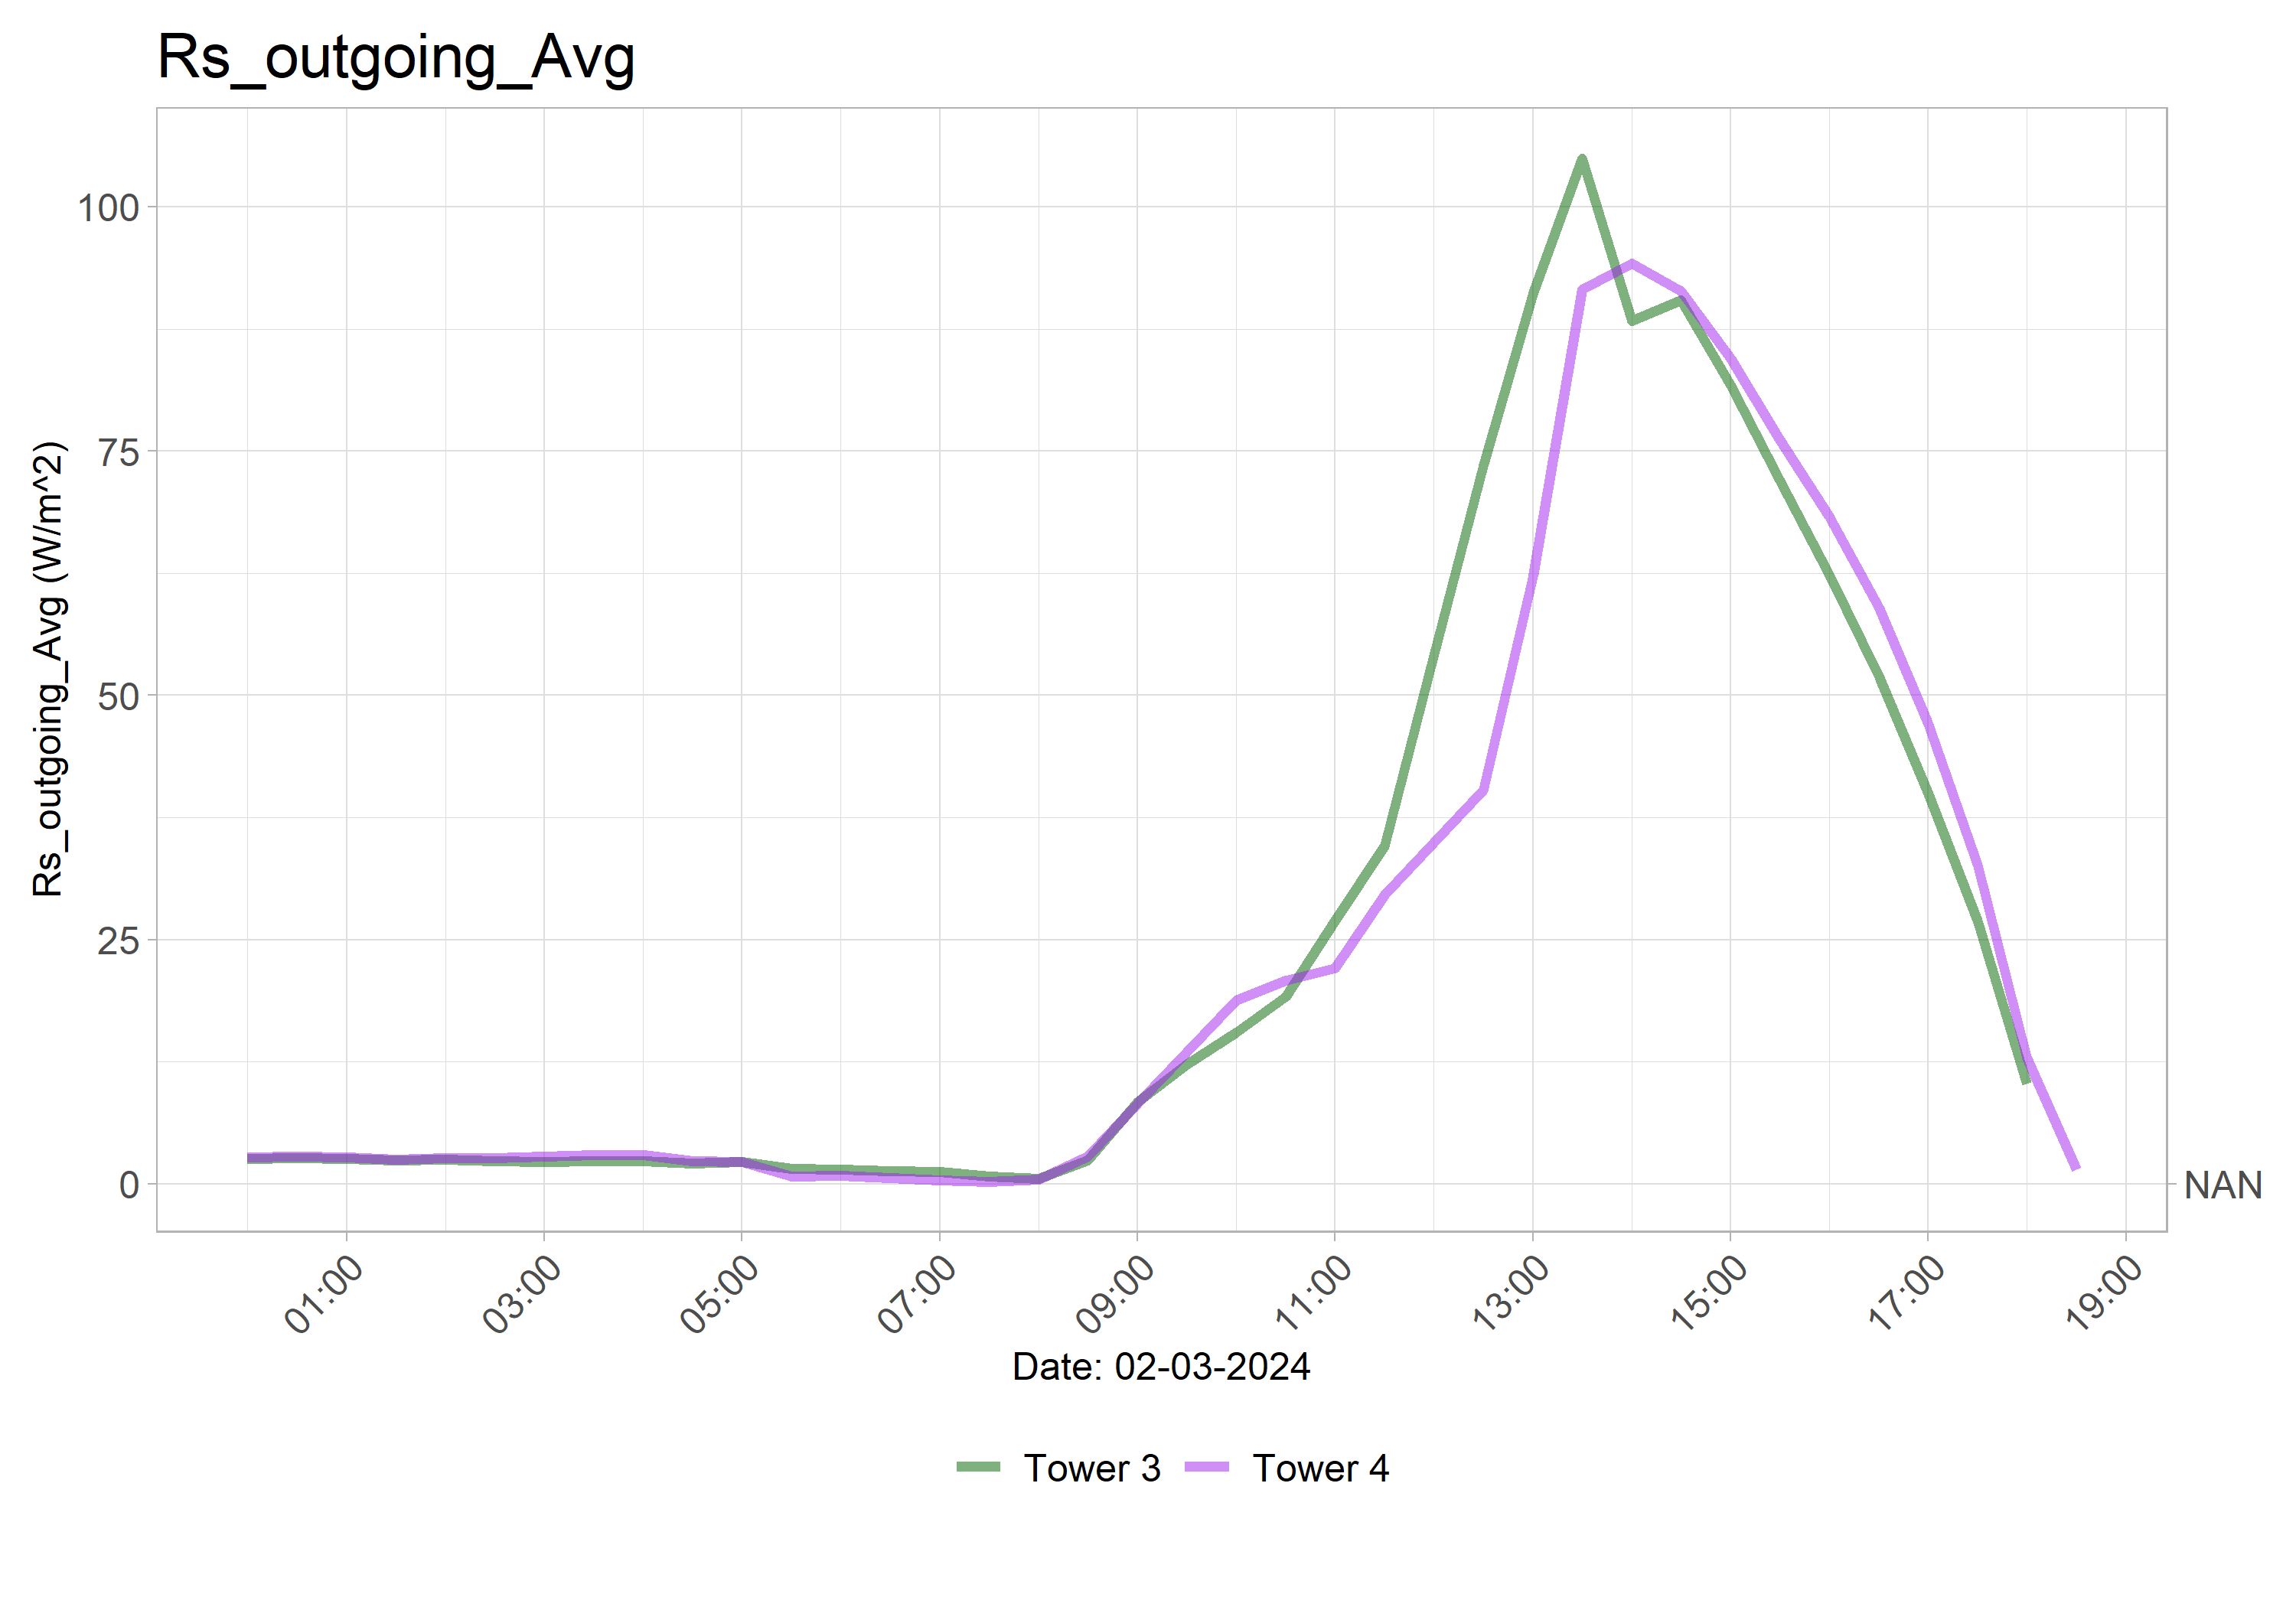 Rs_outgoing_Avg
Rs_outgoing_Avg (W/m^2)
100
75
50
25
0
NAN
01:00
03:00
05:00
07:00
09:00
11:00
13:00
15:00
17:00
19:00
Date: 02-03-2024
Tower 3
Tower 4